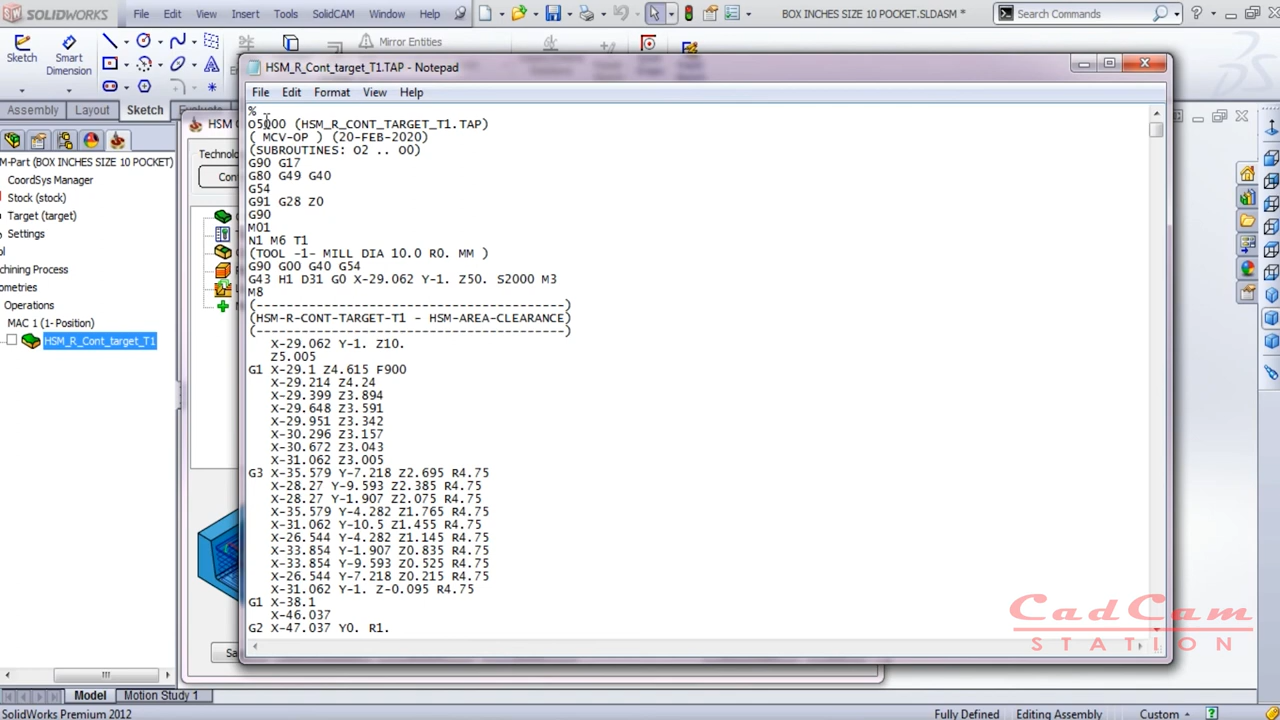 SOLIDWORKS File Edit View Insert Tools SolidCAM Window Help BOX INCHES SIZE 10 POCKET.SLDASM * Search Commands
Sketch Smart Dimension Mirror Entities
Assembly Layout Sketch
HSM_R_Cont_target_T1.TAP - Notepad
File Edit Format View Help
HSM
M-Part (BOX INCHES SIZE 10 POCKET)
CoordSys Manager
Stock (stock)
Target (target)
Settings
ol
chining Process
ometries
Operations
MAC 1 (1- Position)
HSM_R_Cont_target_T1
Technolo
Con
Sa
%
O5000 (HSM_R_CONT_TARGET_T1.TAP)
( MCV-OP ) (20-FEB-2020)
(SUBROUTINES: O2 .. O0)
G90 G17
G80 G49 G40
G54
G91 G28 Z0
G90
M01
N1 M6 T1
(TOOL -1- MILL DIA 10.0 R0. MM )
G90 G00 G40 G54
G43 H1 D31 G0 X-29.062 Y-1. Z50. S2000 M3
M8
(-----------------------------------------)
(HSM-R-CONT-TARGET-T1 - HSM-AREA-CLEARANCE)
(-----------------------------------------)
X-29.062 Y-1. Z10.
Z5.005
G1 X-29.1 Z4.615 F900
X-29.214 Z4.24
X-29.399 Z3.894
X-29.648 Z3.591
X-29.951 Z3.342
X-30.296 Z3.157
X-30.672 Z3.043
X-31.062 Z3.005
G3 X-35.579 Y-7.218 Z2.695 R4.75
X-28.27 Y-9.593 Z2.385 R4.75
X-28.27 Y-1.907 Z2.075 R4.75
X-35.579 Y-4.282 Z1.765 R4.75
X-31.062 Y-10.5 Z1.455 R4.75
X-26.544 Y-4.282 Z1.145 R4.75
X-33.854 Y-1.907 Z0.835 R4.75
X-33.854 Y-9.593 Z0.525 R4.75
X-26.544 Y-7.218 Z0.215 R4.75
X-31.062 Y-1. Z-0.095 R4.75
G1 X-38.1
X-46.037
G2 X-47.037 Y0. R1.
CadCam
STATION
Model Motion Study 1
SolidWorks Premium 2012 Fully Defined Editing Assembly Custom